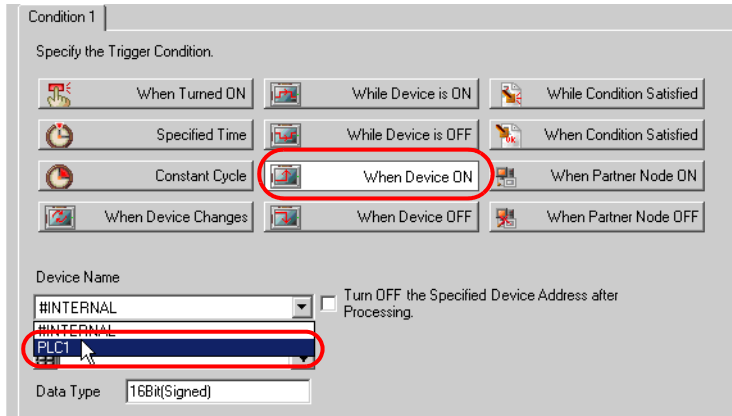 Condition 1
Specify the Trigger Condition.
When Turned ON While Device is ON While Condition Satisfied
Specified Time While Device is OFF When Condition Satisfied
Constant Cycle When Device ON When Partner Node ON
When Device Changes When Device OFF When Partner Node OFF
Device Name
#INTERNAL Turn OFF the Specified Device Address after
Processing.
#INTERNAL
PLC1
Data Type 16Bit(Signed)